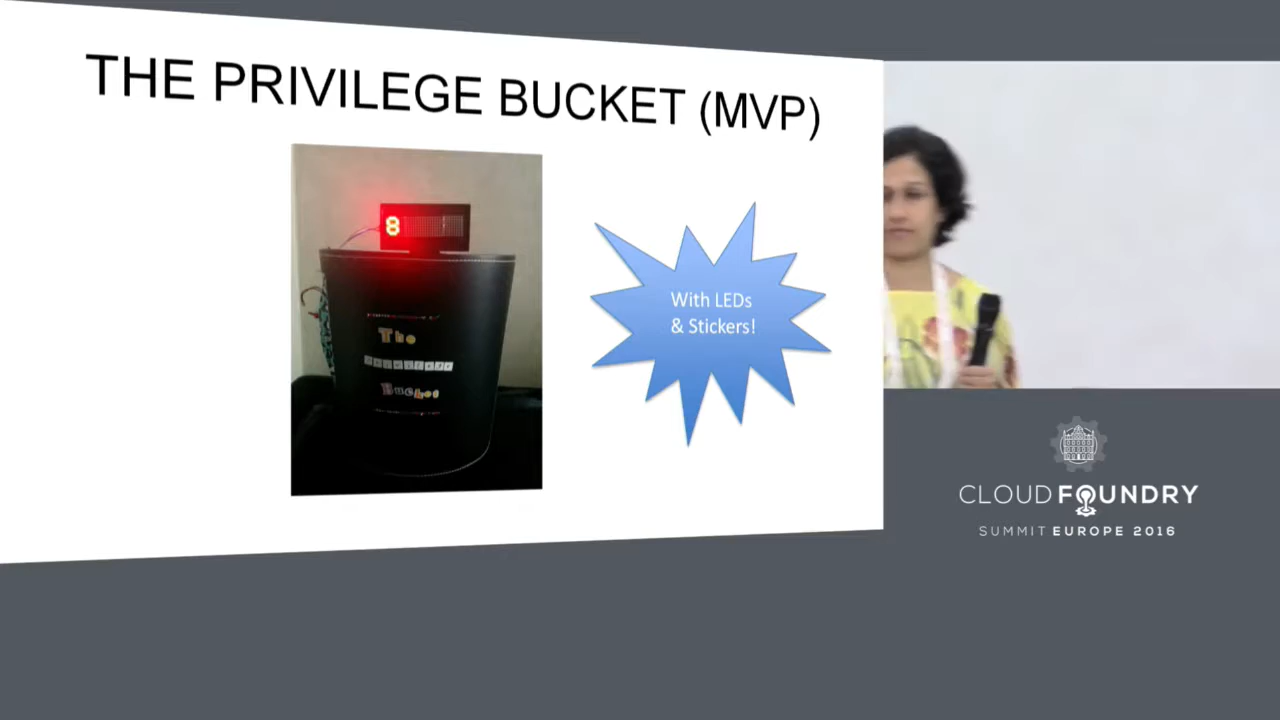 THE PRIVILEGE BUCKET (MVP)
8
The
Bucket
With LEDs
& Stickers!
CLOUD FOUNDRY
SUMMIT EUROPE 2016